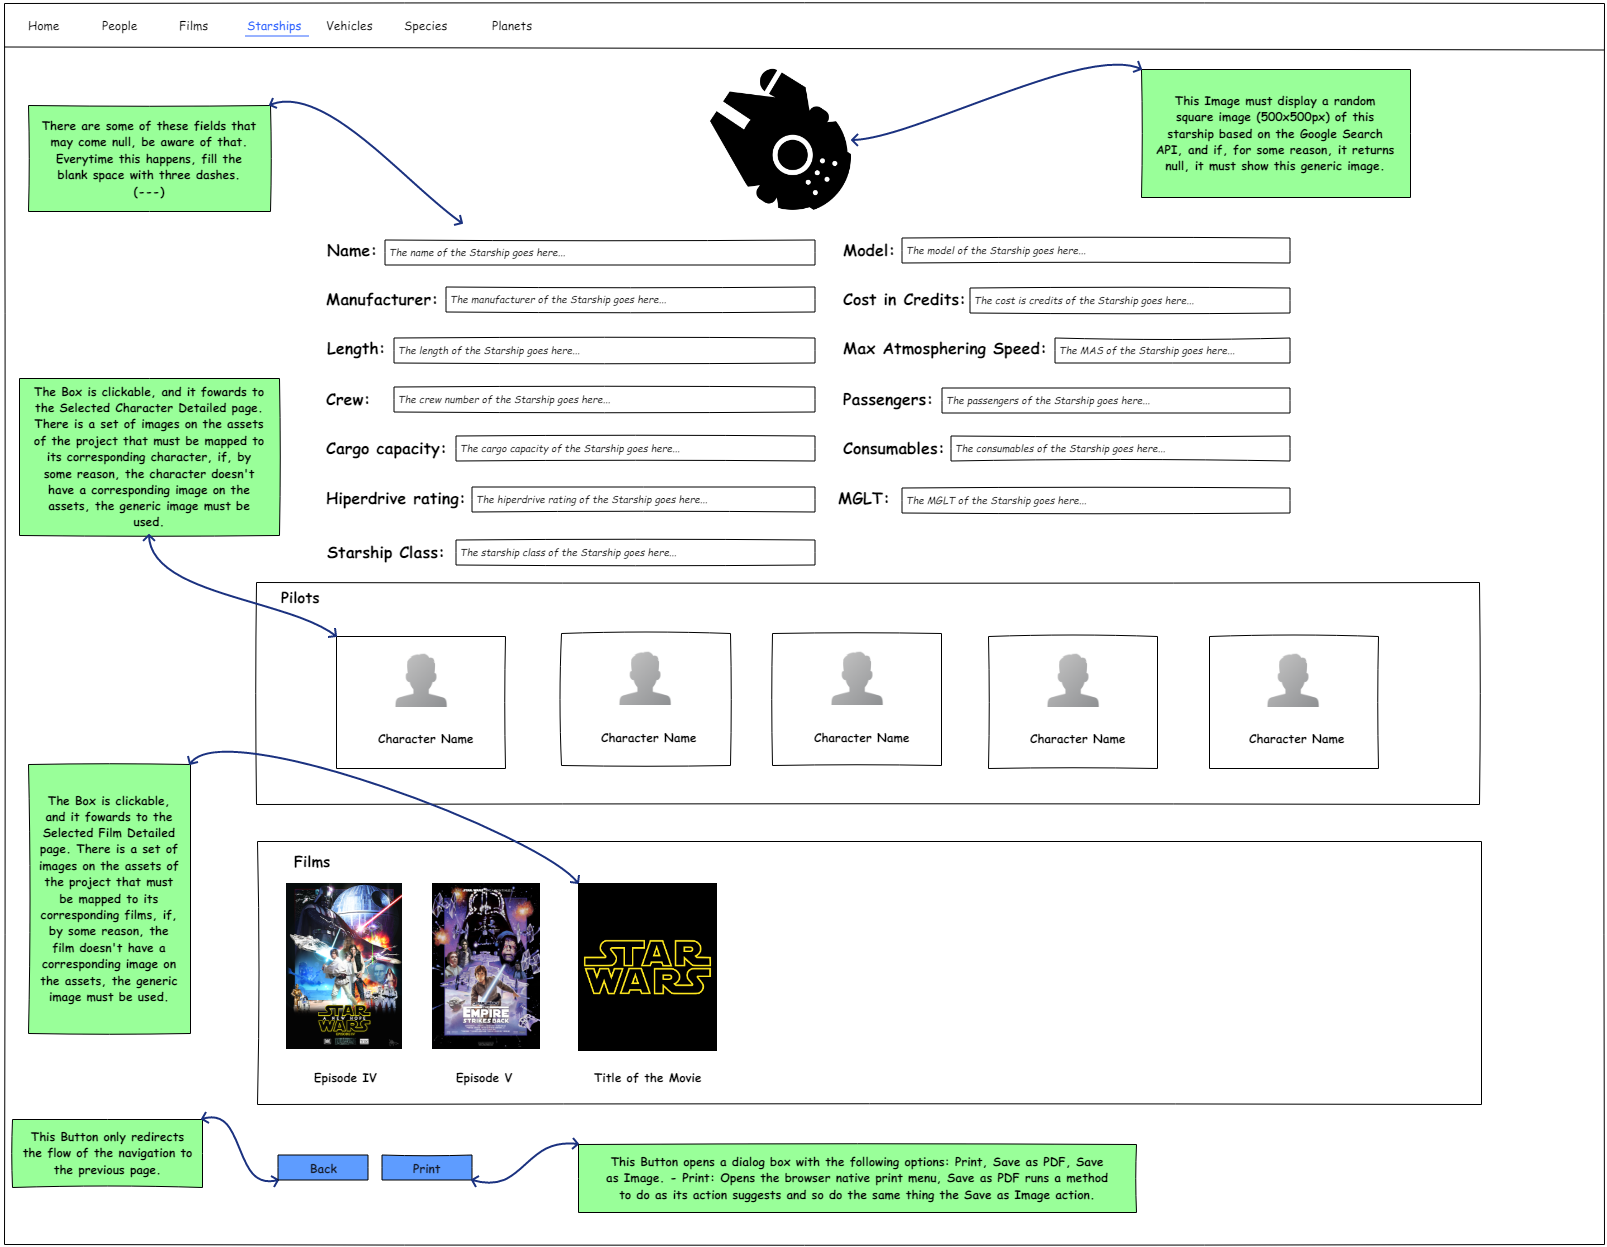 Home People Films Starships Vehicles Species Planets
There are some of these fields that
may come null, be aware of that.
Everytime this happens, fill the
blank space with three dashes.
(---)
This Image must display a random
square image (500x500px) of this
starship based on the Google Search
API, and if, for some reason, it returns
null, it must show this generic image.
Name: The name of the Starship goes here...
Model: The model of the Starship goes here...
Manufacturer: The manufacturer of the Starship goes here...
Cost in Credits: The cost is credits of the Starship goes here...
Length: The length of the Starship goes here...
Max Atmosphering Speed: The MAS of the Starship goes here...
Crew: The crew number of the Starship goes here...
Passengers: The passengers of the Starship goes here...
Cargo capacity: The cargo capacity of the Starship goes here...
Consumables: The consumables of the Starship goes here...
Hiperdrive rating: The hiperdrive rating of the Starship goes here...
MGLT: The MGLT of the Starship goes here...
Starship Class: The starship class of the Starship goes here...
The Box is clickable, and it fowards to
the Selected Character Detailed page.
There is a set of images on the assets
of the project that must be mapped to
its corresponding character, if, by
some reason, the character doesn't
have a corresponding image on the
assets, the generic image must be
used.
Pilots
Character Name
Character Name
Character Name
Character Name
Character Name
The Box is clickable,
and it fowards to the
Selected Film Detailed
page. There is a set of
images on the assets of
the project that must
be mapped to its
corresponding films, if,
by some reason, the
film doesn't have a
corresponding image on
the assets, the generic
image must be used.
Films
STAR
A NEW HOPE
WARS
EMPIRE
STRIKES BACK
STAR
WARS
Episode IV
Episode V
Title of the Movie
This Button only redirects
the flow of the navigation to
the previous page.
Back
Print
This Button opens a dialog box with the following options: Print, Save as PDF, Save
as Image. - Print: Opens the browser native print menu, Save as PDF runs a method
to do as its action suggests and so do the same thing the Save as Image action.